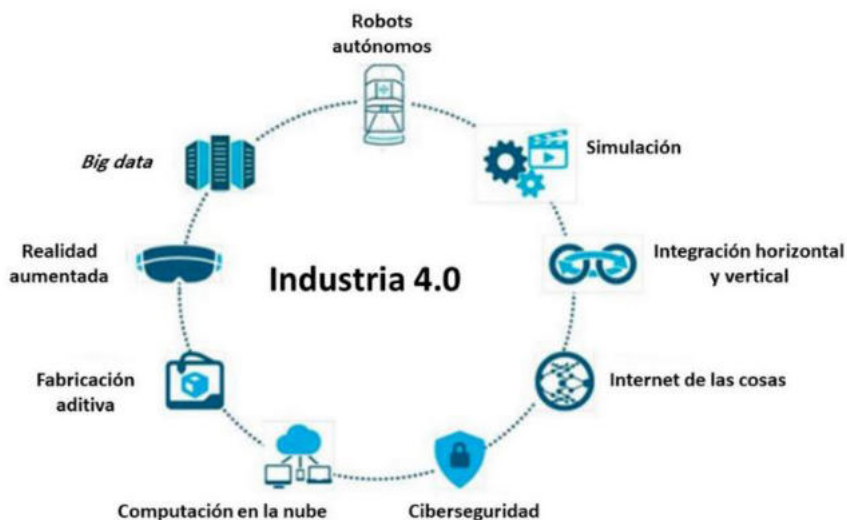 Robots
autónomos
Simulación
Big data
Integración horizontal
y vertical
Realidad
aumentada
Industria 4.0
Internet de las cosas
Fabricación
aditiva
Computación en la nube
Ciberseguridad